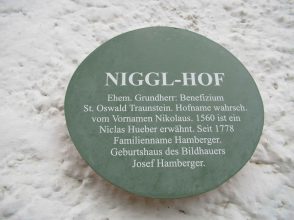 NIGGL-HOF
Ehem. Grundherr: Benefizium
St. Oswald Traunstein. Hofname wahrsch.
vom Vornamen Nikolaus. 1560 ist ein
Niclas Hueber erwähnt. Seit 1778
Familienname Hamberger.
Geburtshaus des Bildhauers
Josef Hamberger.